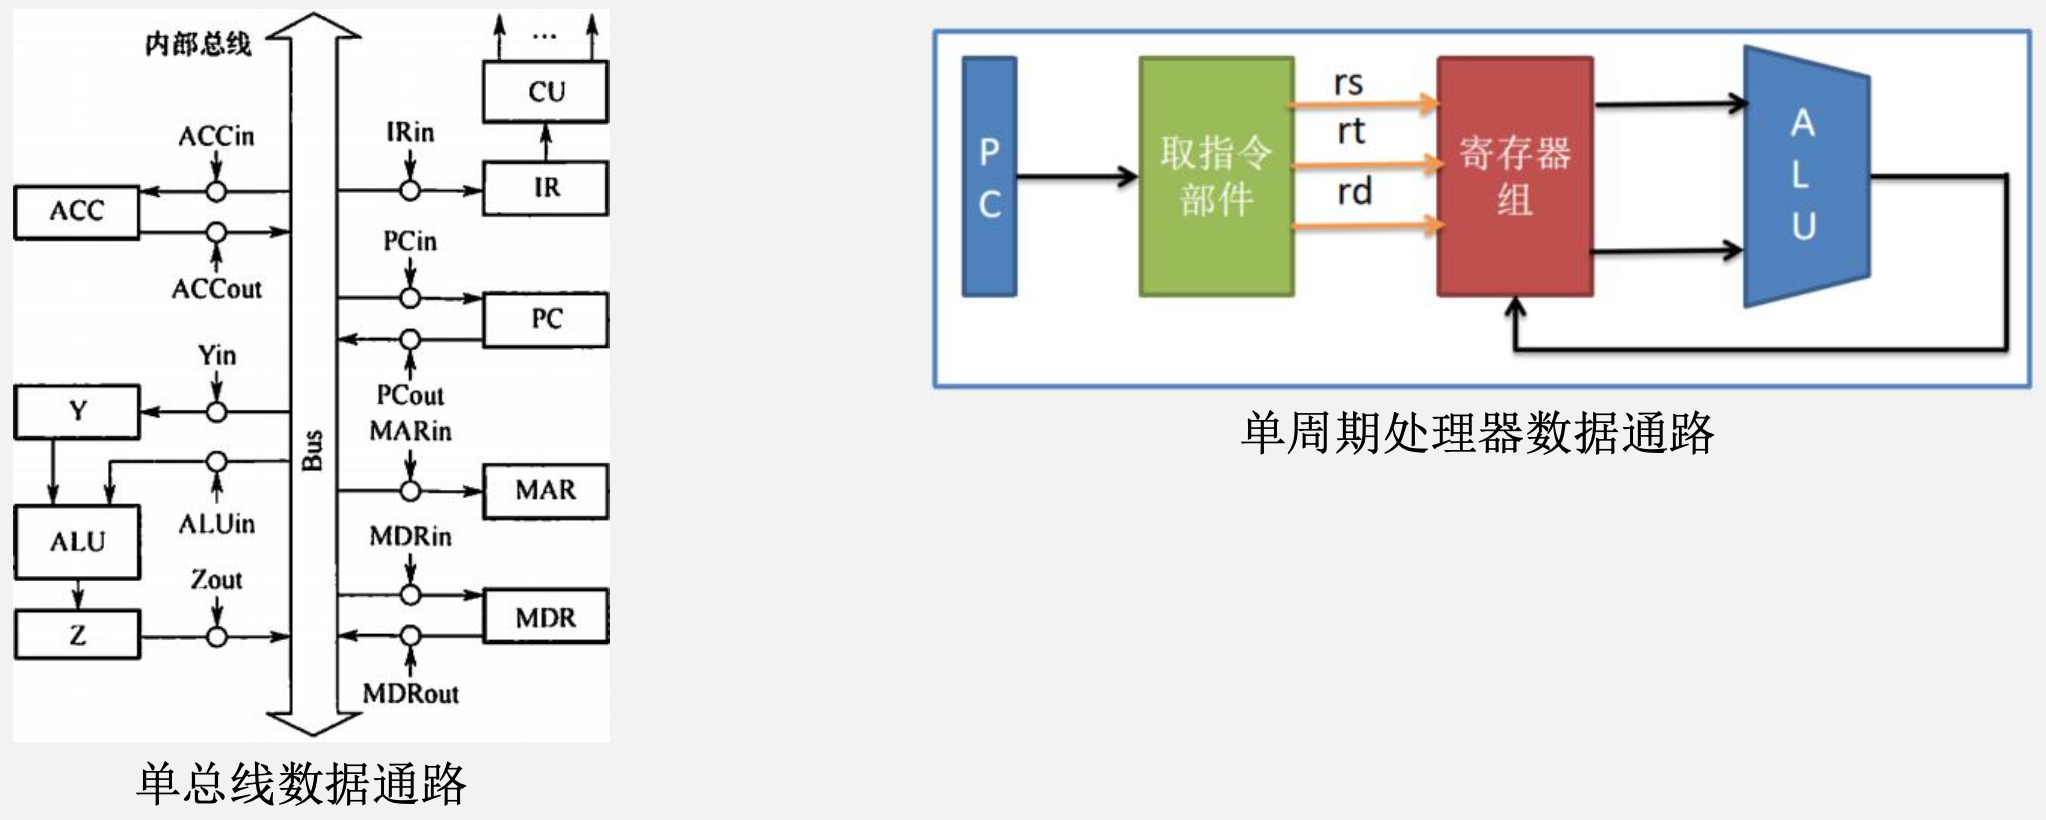 内部总线
ACCin
ACC
ACCout
Yin
Y
ALUin
ALU
Zout
Z
Bus
...
CU
IRin
IR
PCin
PC
PCout
MARin
MAR
MDRin
MDR
MDRout
单总线数据通路
P
C
取指令
部件
rs
rt
rd
寄存器
组
A
L
U
单周期处理器数据通路